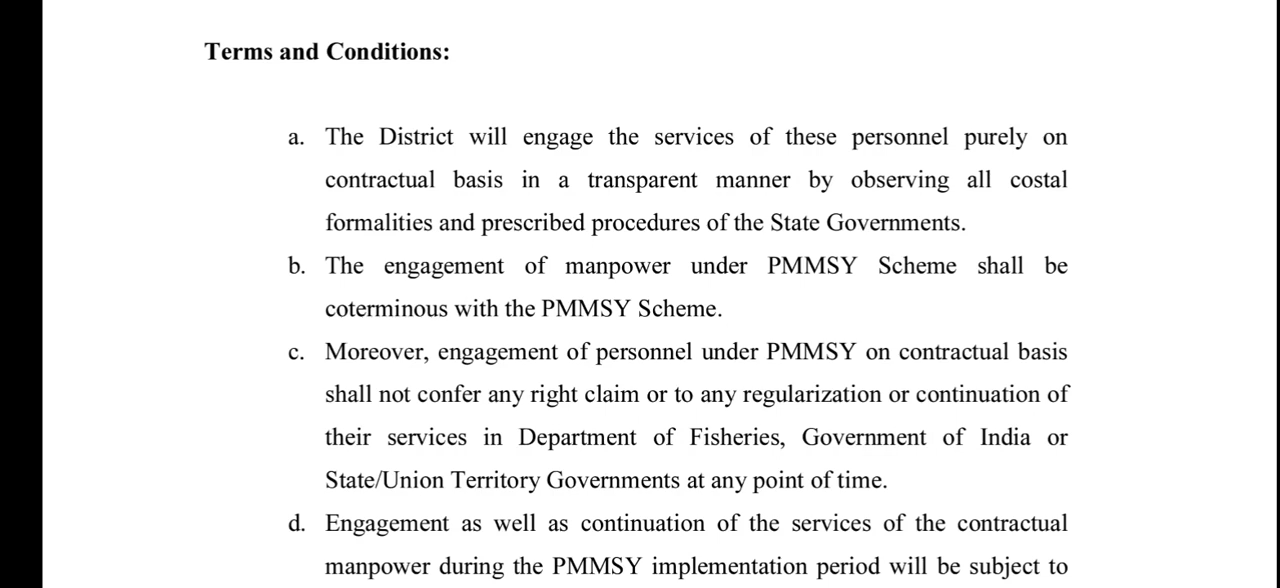 Terms and Conditions:
a. The District will engage the services of these personnel purely on
contractual basis in a transparent manner by observing all costal
formalities and prescribed procedures of the State Governments.
b. The engagement of manpower under PMMSY Scheme shall be
coterminous with the PMMSY Scheme.
c. Moreover, engagement of personnel under PMMSY on contractual basis
shall not confer any right claim or to any regularization or continuation of
their services in Department of Fisheries, Government of India or
State/Union Territory Governments at any point of time.
d. Engagement as well as continuation of the services of the contractual
manpower during the PMMSY implementation period will be subject to